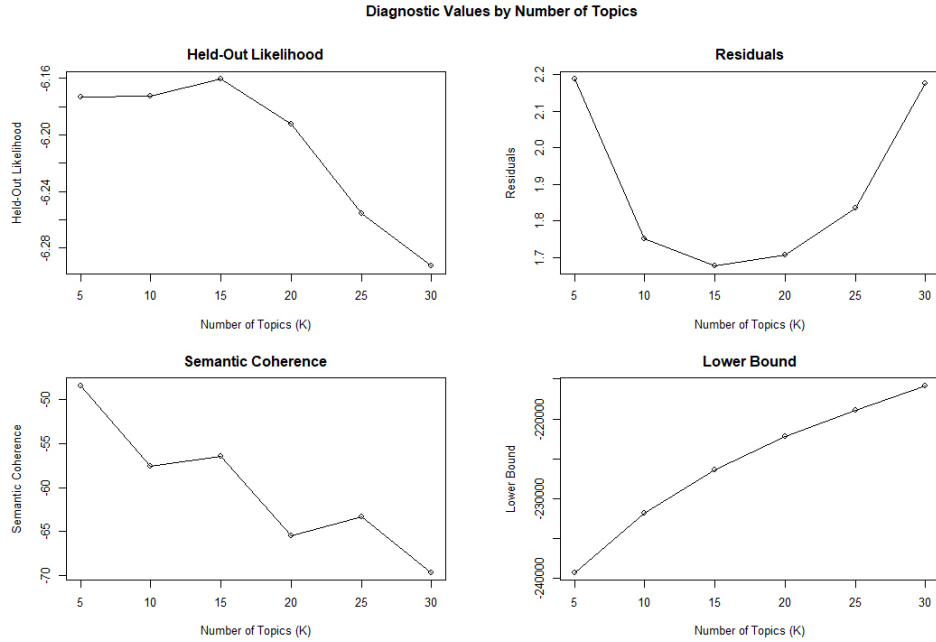 Diagnostic Values by Number of Topics
Held-Out Likelihood
Held-Out Likelihood
-6.16
-6.20
-6.24
-6.28
5 10 15 20 25 30
Number of Topics (K)
Residuals
Residuals
2.2
2.1
2.0
1.9
1.8
1.7
5 10 15 20 25 30
Number of Topics (K)
Semantic Coherence
Semantic Coherence
-50
-55
-60
-65
-70
5 10 15 20 25 30
Number of Topics (K)
Lower Bound
Lower Bound
-220000
-230000
-240000
5 10 15 20 25 30
Number of Topics (K)